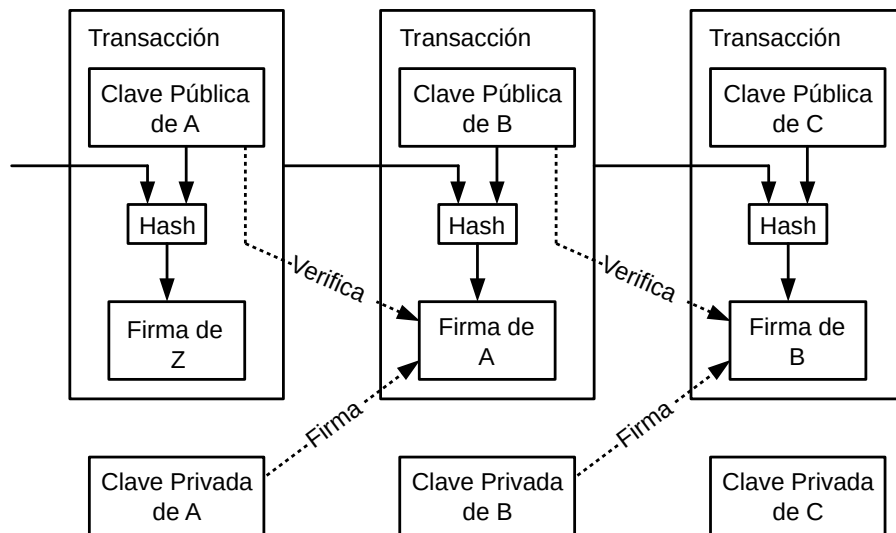 Transacción
Clave Pública
de A
Hash
Firma de
Z
Transacción
Clave Pública
de B
Hash
Firma de
A
Transacción
Clave Pública
de C
Hash
Firma de
B
Verifica
Verifica
Firma
Firma
Clave Privada
de A
Clave Privada
de B
Clave Privada
de C